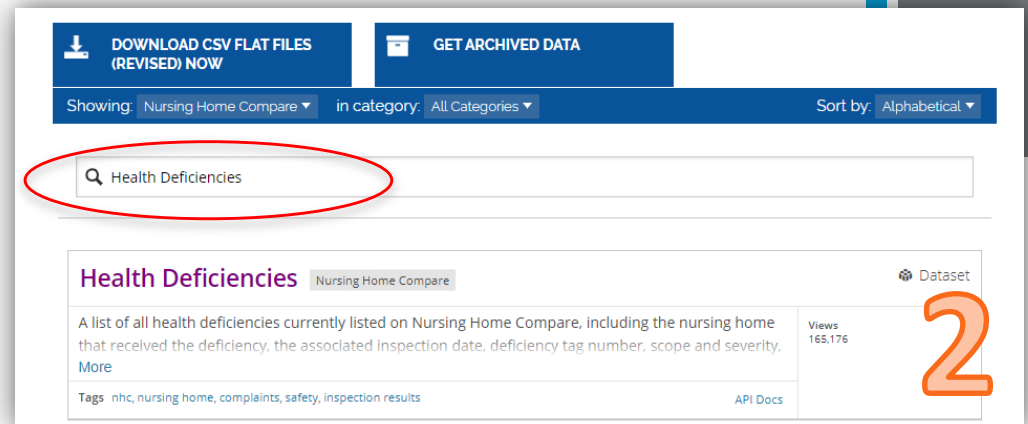 DOWNLOAD CSV FLAT FILES
(REVISED) NOW
GET ARCHIVED DATA
Showing: Nursing Home Compare ▼ in category: All Categories ▼ Sort by: Alphabetical ▼
Health Deficiencies
Health Deficiencies Nursing Home Compare Dataset
A list of all health deficiencies currently listed on Nursing Home Compare, including the nursing home
that received the deficiency, the associated inspection date, deficiency tag number, scope and severity,
More
Views
165,176
Tags nhc, nursing home, complaints, safety, inspection results
API Docs
2